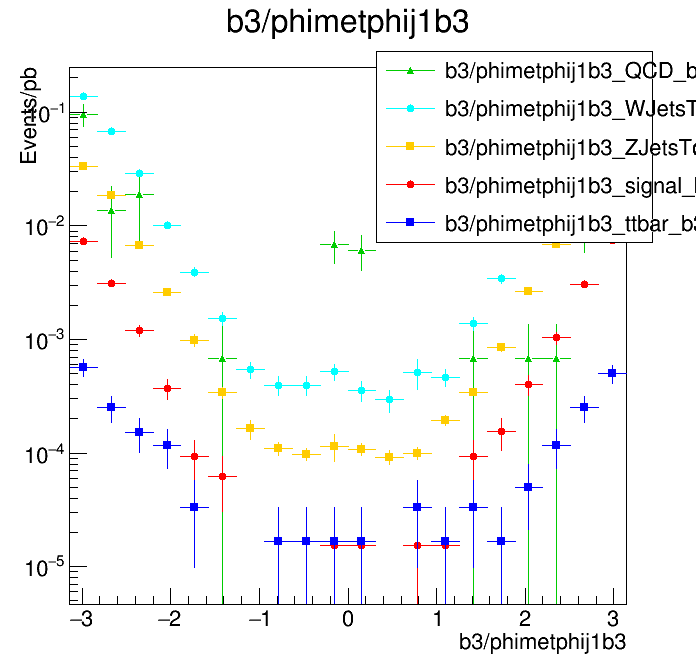 b3/phimetphij1b3
Events/pb
b3/phimetphij1b3_QCD_b
b3/phimetphij1b3_WJetsT
b3/phimetphij1b3_ZJetsTo
b3/phimetphij1b3_signal_
b3/phimetphij1b3_ttbar_b3
10⁻¹
10⁻²
10⁻³
10⁻⁴
10⁻⁵
−3 −2 −1 0 1 2 3
b3/phimetphij1b3